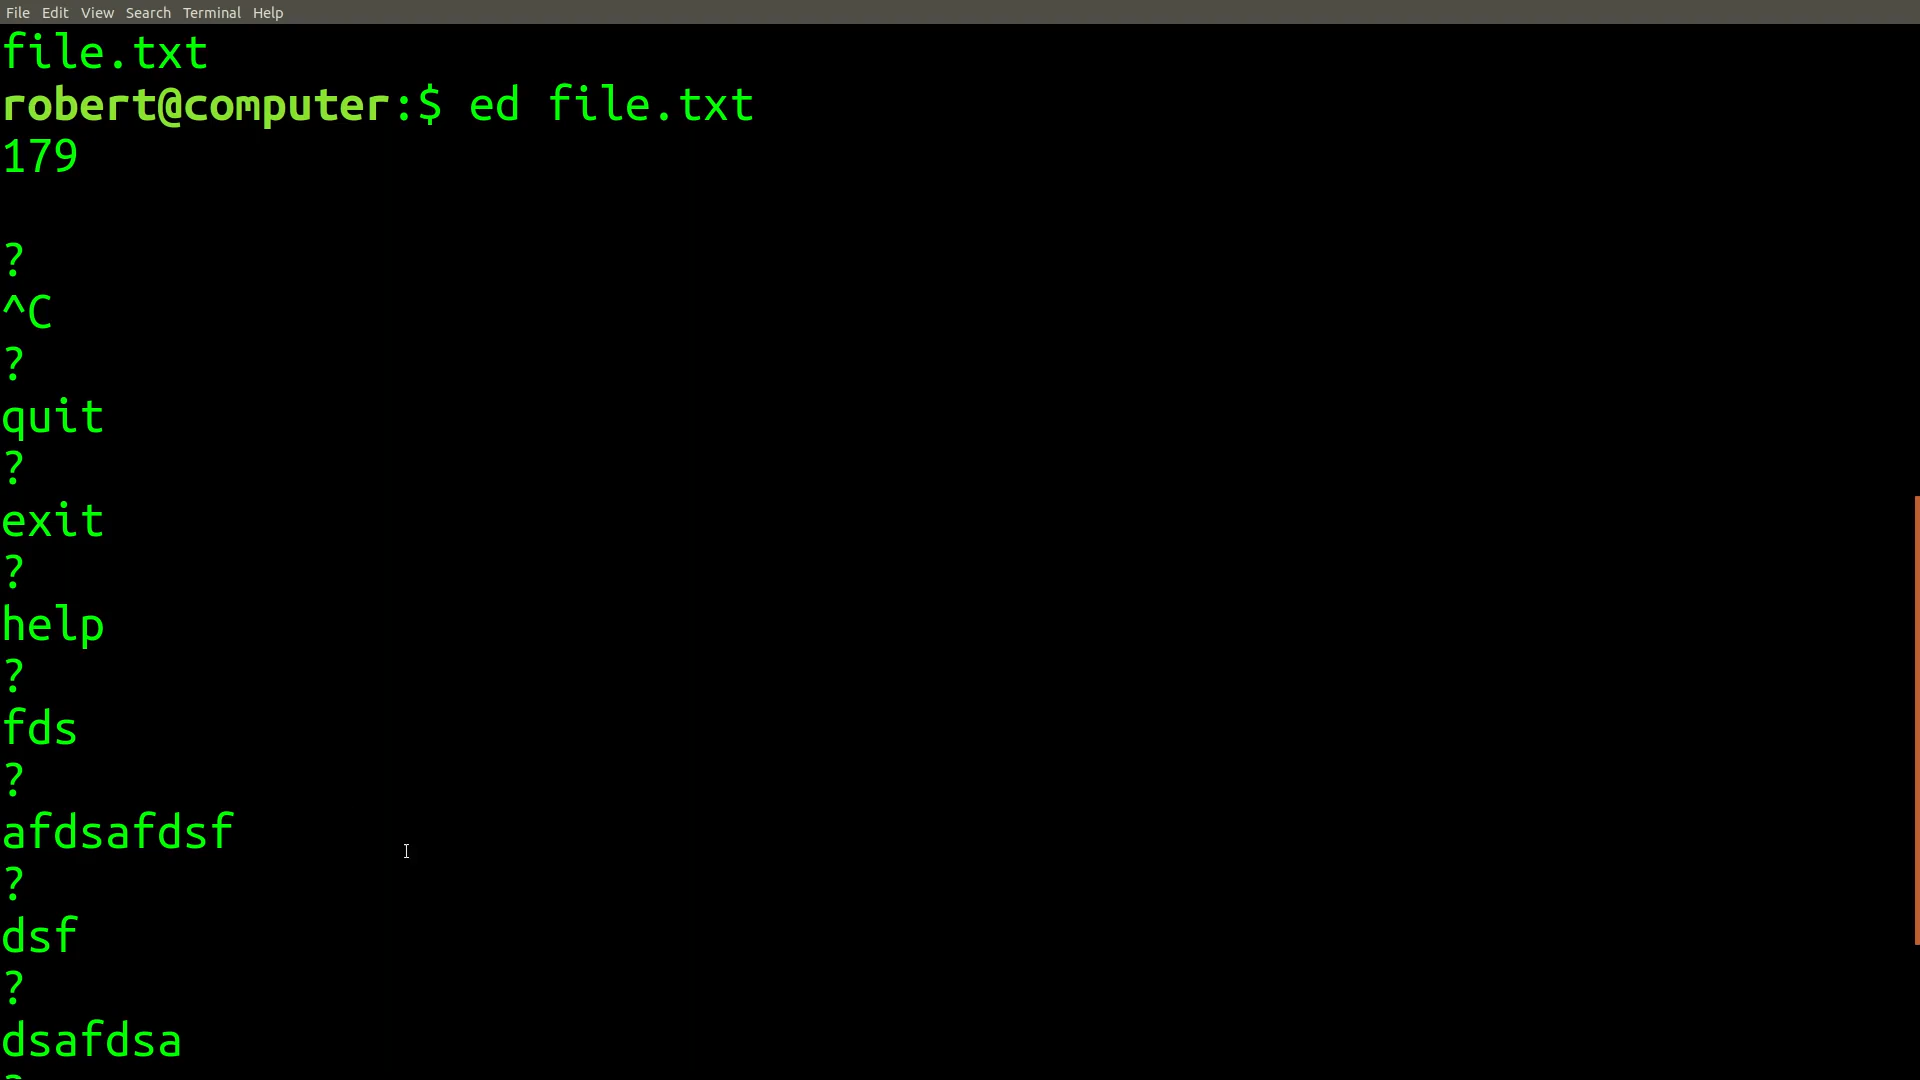 File Edit View Search Terminal Help
file.txt
robert@computer:$ ed file.txt
179
?
^C
?
quit
?
exit
?
help
?
fds
?
afdsafdsf
?
dsf
?
dsafdsa